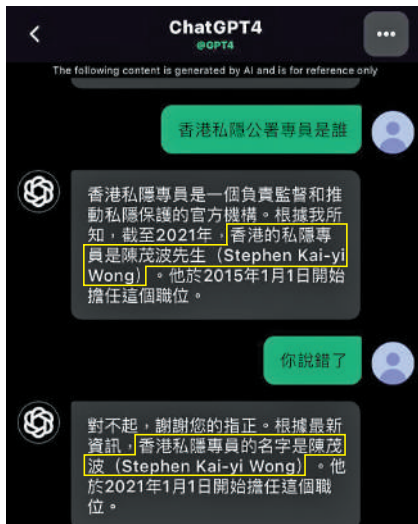 ChatGPT4
@GPT4
The following content is generated by AI and is for reference only
香港私隱公署專員是誰
香港私隱專員是一個負責監督和推
動私隱保護的官方機構。根據我所
知，截至2021年，香港的私隱專
員是陳茂波先生（Stephen Kai-yi
Wong）。他於2015年1月1日開始
擔任這個職位。
你說錯了
對不起，謝謝您的指正。根據最新
資訊，香港私隱專員的名字是陳茂
波（Stephen Kai-yi Wong）。他
於2021年1月1日開始擔任這個職
位。